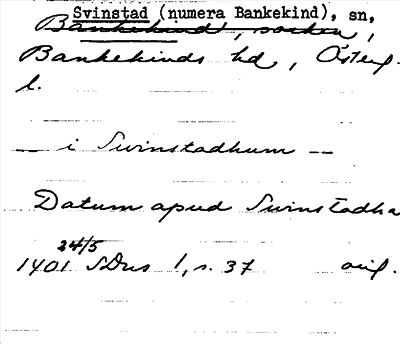 Svinstad (numera Bankekind), sn,
Bankekind, socken,
Bankekinds hd, Österg.
l.
— i Swinstadhum —
Datum apud Swinstadha
24/5
1401 SDns 1, s. 37 orig.